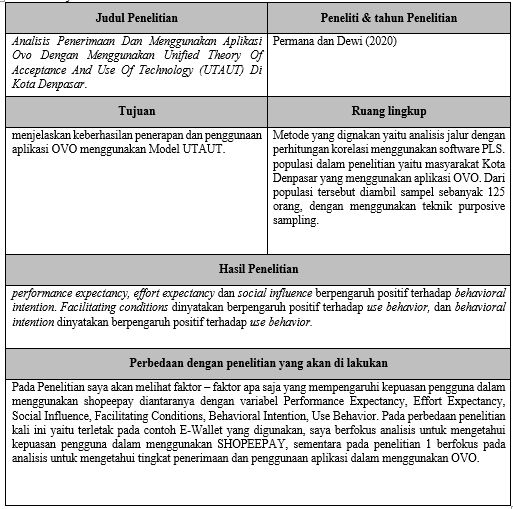 Judul Penelitian
Peneliti & tahun Penelitian
Analisis Penerimaan Dan Menggunakan Aplikasi
Ovo Dengan Menggunakan Unified Theory Of
Acceptance And Use Of Technology (UTAUT) Di
Kota Denpasar.
Permana dan Dewi (2020)
Tujuan
Ruang lingkup
menjelaskan keberhasilan penerapan dan penggunaan
aplikasi OVO menggunakan Model UTAUT.
Metode yang dignakan yaitu analisis jalur dengan
perhitungan korelasi menggunakan software PLS.
populasi dalam penelitian yaitu masyarakat Kota
Denpasar yang menggunakan aplikasi OVO. Dari
populasi tersebut diambil sampel sebanyak 125
orang, dengan menggunakan teknik purposive
sampling.
Hasil Penelitian
performance expectancy, effort expectancy dan social influence berpengaruh positif terhadap behavioral
intention. Facilitating conditions dinyatakan berpengaruh positif terhadap use behavior, dan behavioral
intention dinyatakan berpengaruh positif terhadap use behavior.
Perbedaan dengan penelitian yang akan di lakukan
Pada Penelitian saya akan melihat faktor – faktor apa saja yang mempengaruhi kepuasan pengguna dalam
menggunakan shopeepay diantaranya dengan variabel Performance Expectancy, Effort Expectancy,
Social Influence, Facilitating Conditions, Behavioral Intention, Use Behavior. Pada perbedaan penelitian
kali ini yaitu terletak pada contoh E-Wallet yang digunakan, saya berfokus analisis untuk mengetahui
kepuasan pengguna dalam menggunakan SHOPEEPAY, sementara pada penelitian 1 berfokus pada
analisis untuk mengetahui tingkat penerimaan dan penggunaan aplikasi dalam menggunakan OVO.